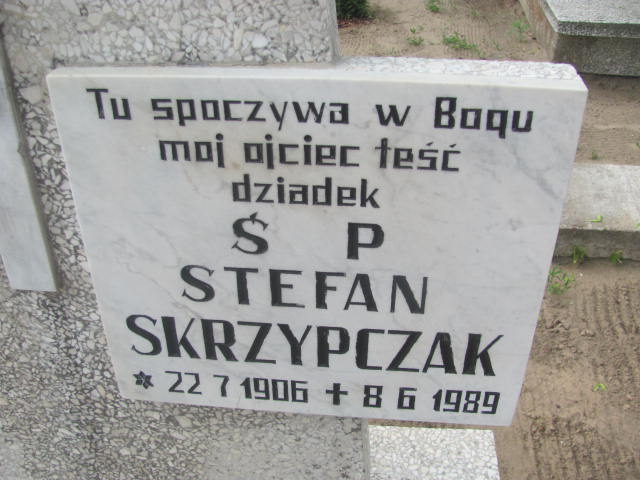 Tu spoczywa w Bogu
moj ojciec teść
dziadek
Ś P
STEFAN
SKRZYPCZAK
* 22 7 1906 + 8 6 1989